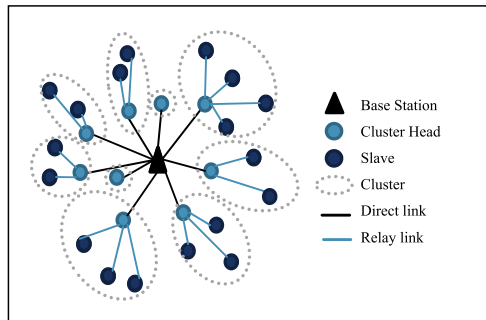 Base Station
Cluster Head
Slave
Cluster
Direct link
Relay link